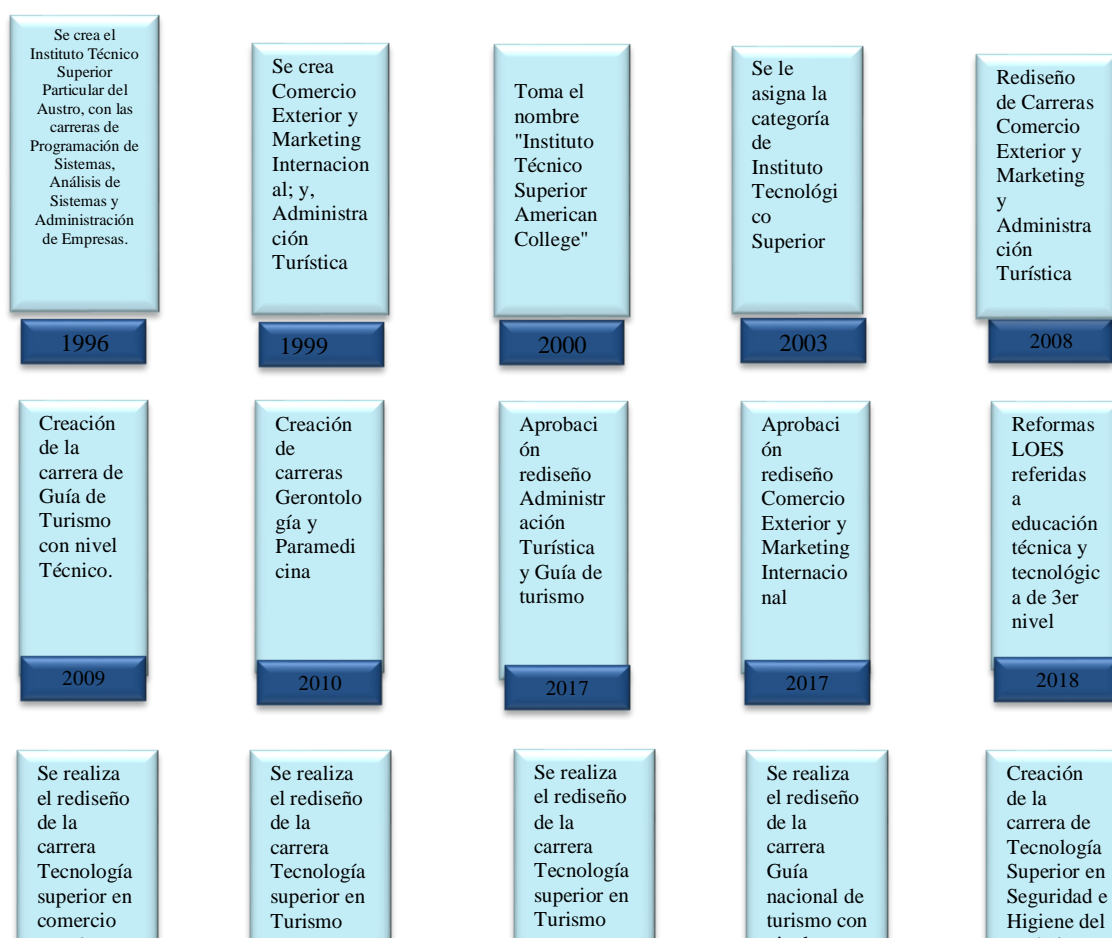 Se crea el
Instituto Técnico
Superior
Particular del
Austro, con las
carreras de
Programación de
Sistemas,
Análisis de
Sistemas y
Administración
de Empresas.
1996
Se crea
Comercio
Exterior y
Marketing
Internacion
al; y,
Administra
ción
Turística
1999
Toma el
nombre
"Instituto
Técnico
Superior
American
College"
2000
Se le
asigna la
categoría
de
Instituto
Tecnológi
co
Superior
2003
Rediseño
de Carreras
Comercio
Exterior y
Marketing
y
Administra
ción
Turística
2008
Creación
de la
carrera de
Guía de
Turismo
con nivel
Técnico.
2009
Creación
de
carreras
Gerontolo
gía y
Paramedi
cina
2010
Aprobaci
ón
rediseño
Administr
ación
Turística
y Guía de
turismo
2017
Aprobaci
ón
rediseño
Comercio
Exterior y
Marketing
Internacio
nal
2017
Reformas
LOES
referidas
a
educación
técnica y
tecnológic
a de 3er
nivel
2018
Se realiza
el rediseño
de la
carrera
Tecnología
superior en
comercio
Se realiza
el rediseño
de la
carrera
Tecnología
superior en
Turismo
Se realiza
el rediseño
de la
carrera
Tecnología
superior en
Turismo
Se realiza
el rediseño
de la
carrera
Guía
nacional de
turismo con
Creación
de la
carrera de
Tecnología
Superior en
Seguridad e
Higiene del